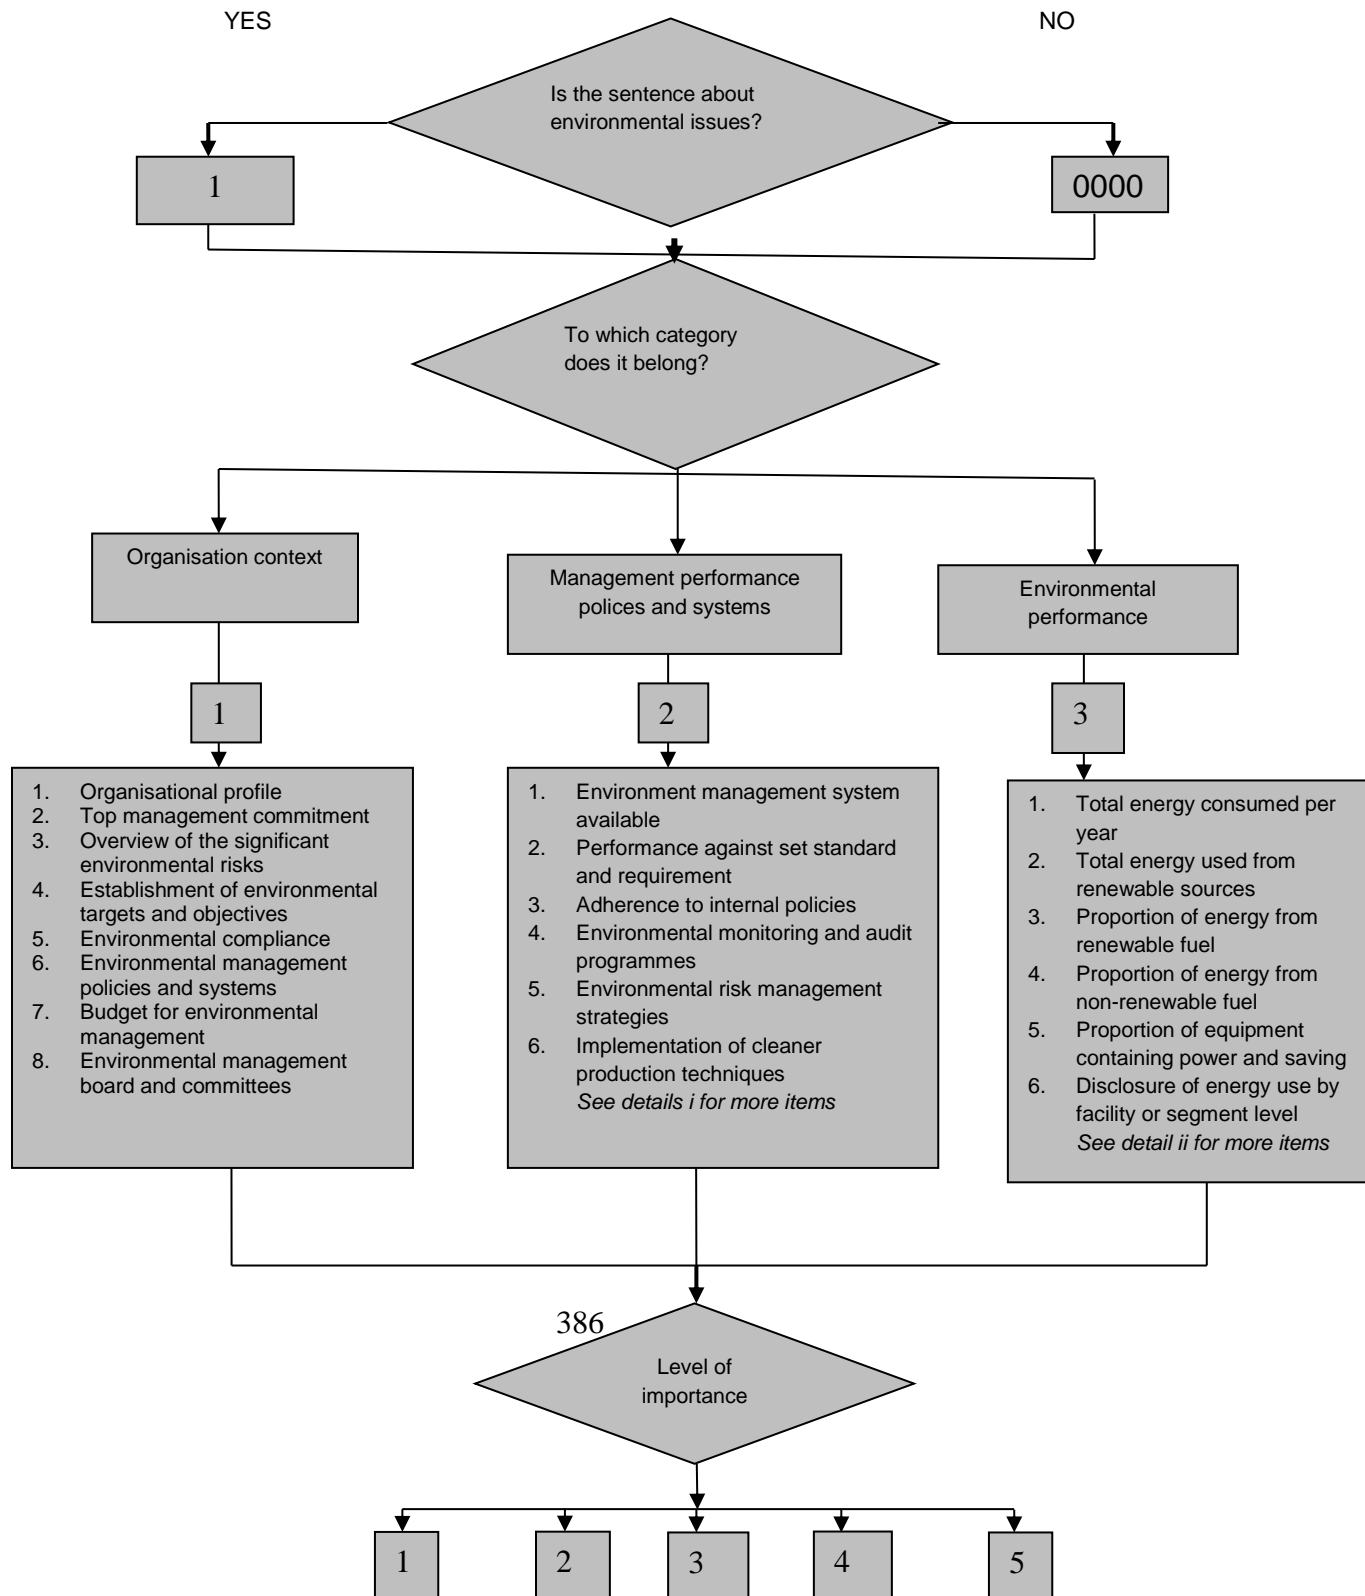 YES
NO
Is the sentence about
environmental issues?
1
0000
To which category
does it belong?
Organisation context
Management performance
polices and systems
Environmental
performance
1
2
3
1. Organisational profile
2. Top management commitment
3. Overview of the significant
environmental risks
4. Establishment of environmental
targets and objectives
5. Environmental compliance
6. Environmental management
policies and systems
7. Budget for environmental
management
8. Environmental management
board and committees
1. Environment management system
available
2. Performance against set standard
and requirement
3. Adherence to internal policies
4. Environmental monitoring and audit
programmes
5. Environmental risk management
strategies
6. Implementation of cleaner
production techniques
See details i for more items
1. Total energy consumed per
year
2. Total energy used from
renewable sources
3. Proportion of energy from
renewable fuel
4. Proportion of energy from
non-renewable fuel
5. Proportion of equipment
containing power and saving
6. Disclosure of energy use by
facility or segment level
See detail ii for more items
386
Level of
importance
1
2
3
4
5